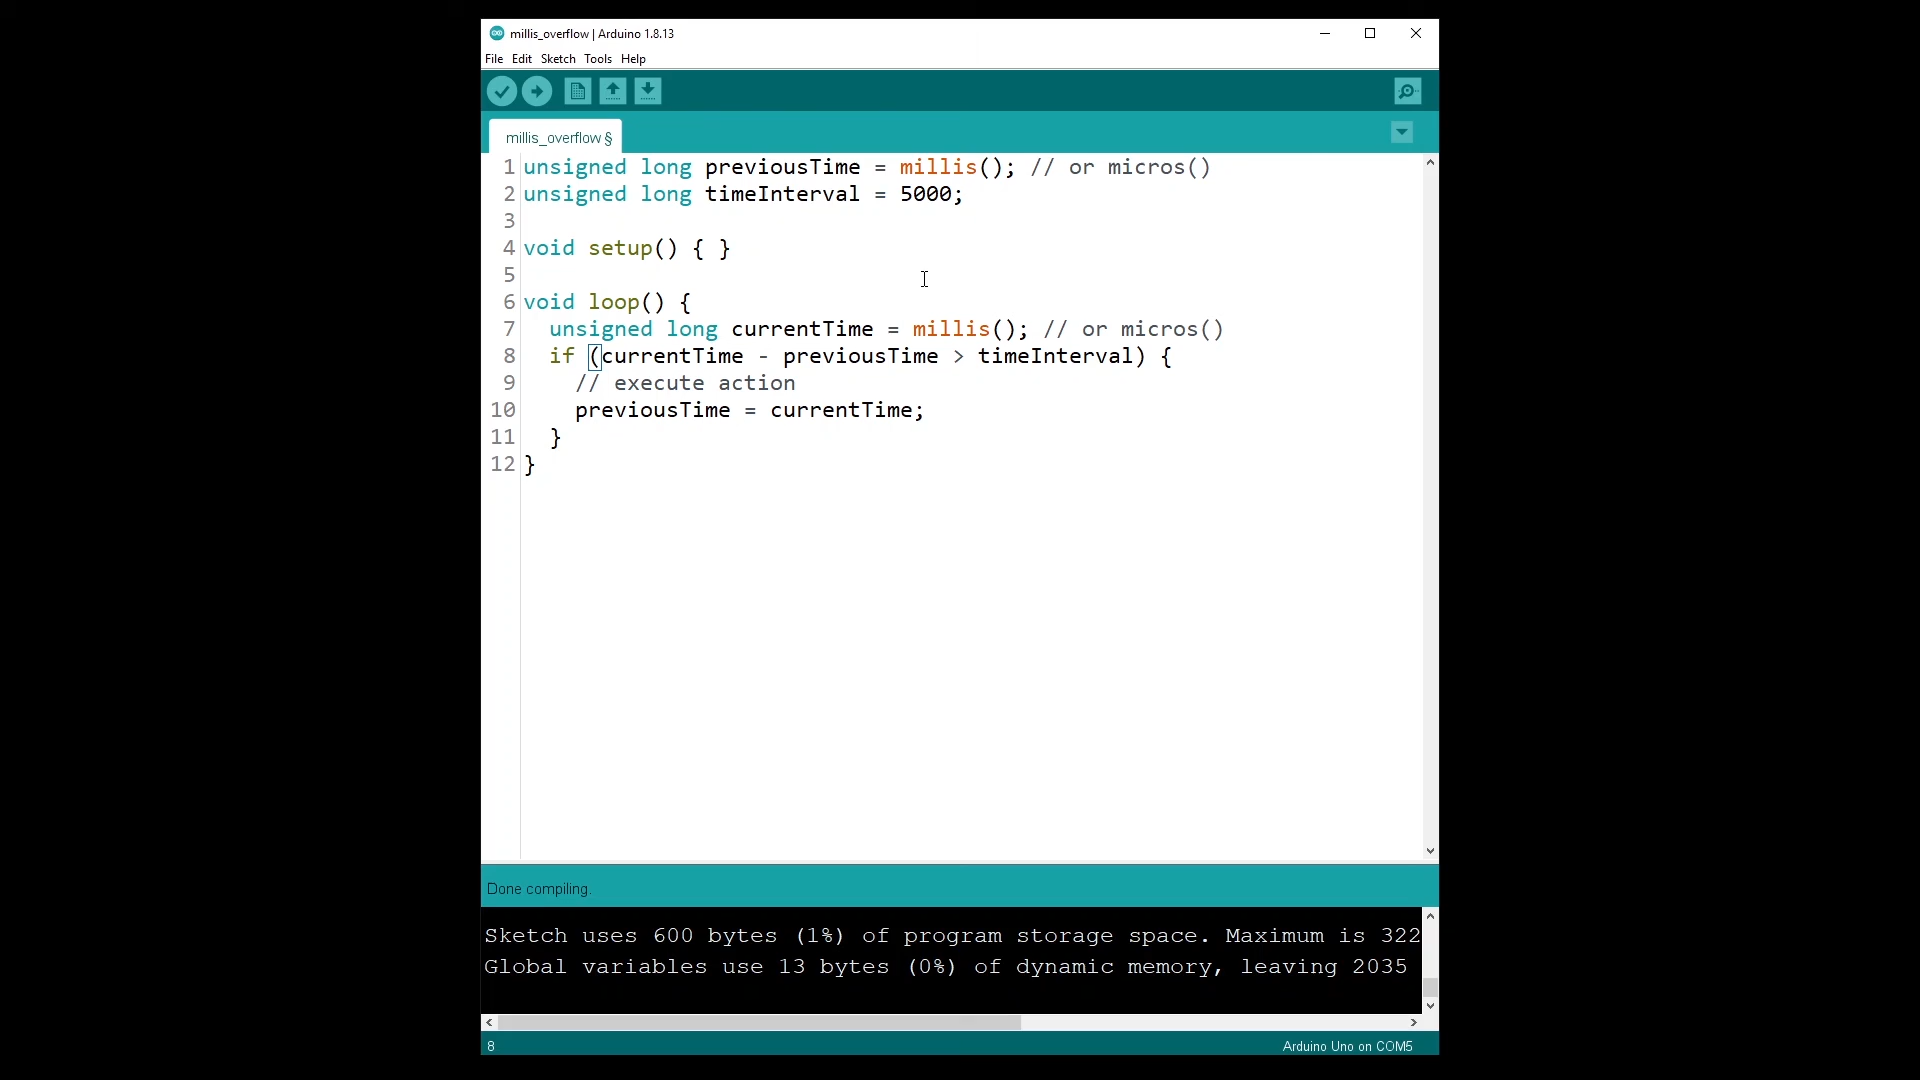 millis_overflow | Arduino 1.8.13
File Edit Sketch Tools Help
millis_overflow §
1 unsigned long previousTime = millis(); // or micros()
2 unsigned long timeInterval = 5000;
3
4 void setup() { }
5
6 void loop() {
7 unsigned long currentTime = millis(); // or micros()
8 if (currentTime - previousTime > timeInterval) {
9 // execute action
10 previousTime = currentTime;
11 }
12 }
Done compiling.
Sketch uses 600 bytes (1%) of program storage space. Maximum is 322
Global variables use 13 bytes (0%) of dynamic memory, leaving 2035
8 Arduino Uno on COM5